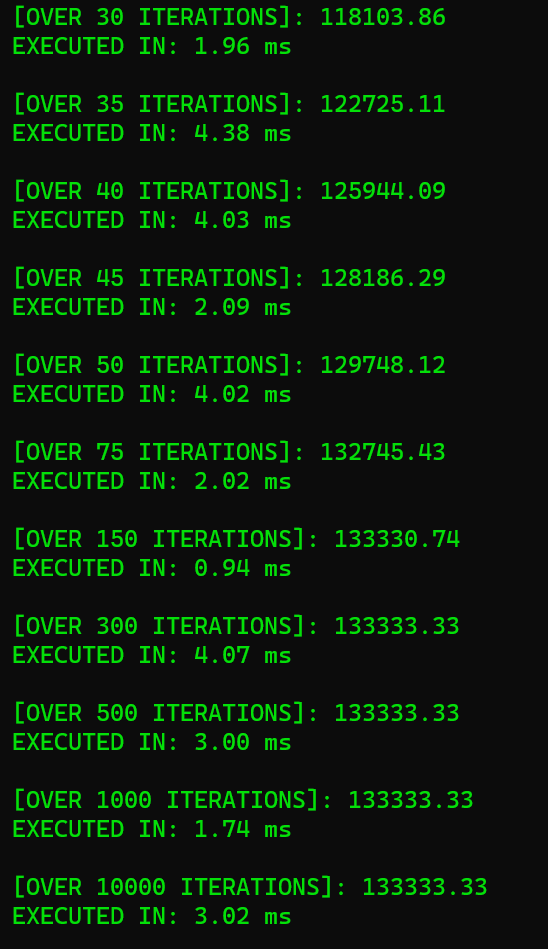 [OVER 30 ITERATIONS]: 118103.86
EXECUTED IN: 1.96 ms
[OVER 35 ITERATIONS]: 122725.11
EXECUTED IN: 4.38 ms
[OVER 40 ITERATIONS]: 125944.09
EXECUTED IN: 4.03 ms
[OVER 45 ITERATIONS]: 128186.29
EXECUTED IN: 2.09 ms
[OVER 50 ITERATIONS]: 129748.12
EXECUTED IN: 4.02 ms
[OVER 75 ITERATIONS]: 132745.43
EXECUTED IN: 2.02 ms
[OVER 150 ITERATIONS]: 133330.74
EXECUTED IN: 0.94 ms
[OVER 300 ITERATIONS]: 133333.33
EXECUTED IN: 4.07 ms
[OVER 500 ITERATIONS]: 133333.33
EXECUTED IN: 3.00 ms
[OVER 1000 ITERATIONS]: 133333.33
EXECUTED IN: 1.74 ms
[OVER 10000 ITERATIONS]: 133333.33
EXECUTED IN: 3.02 ms